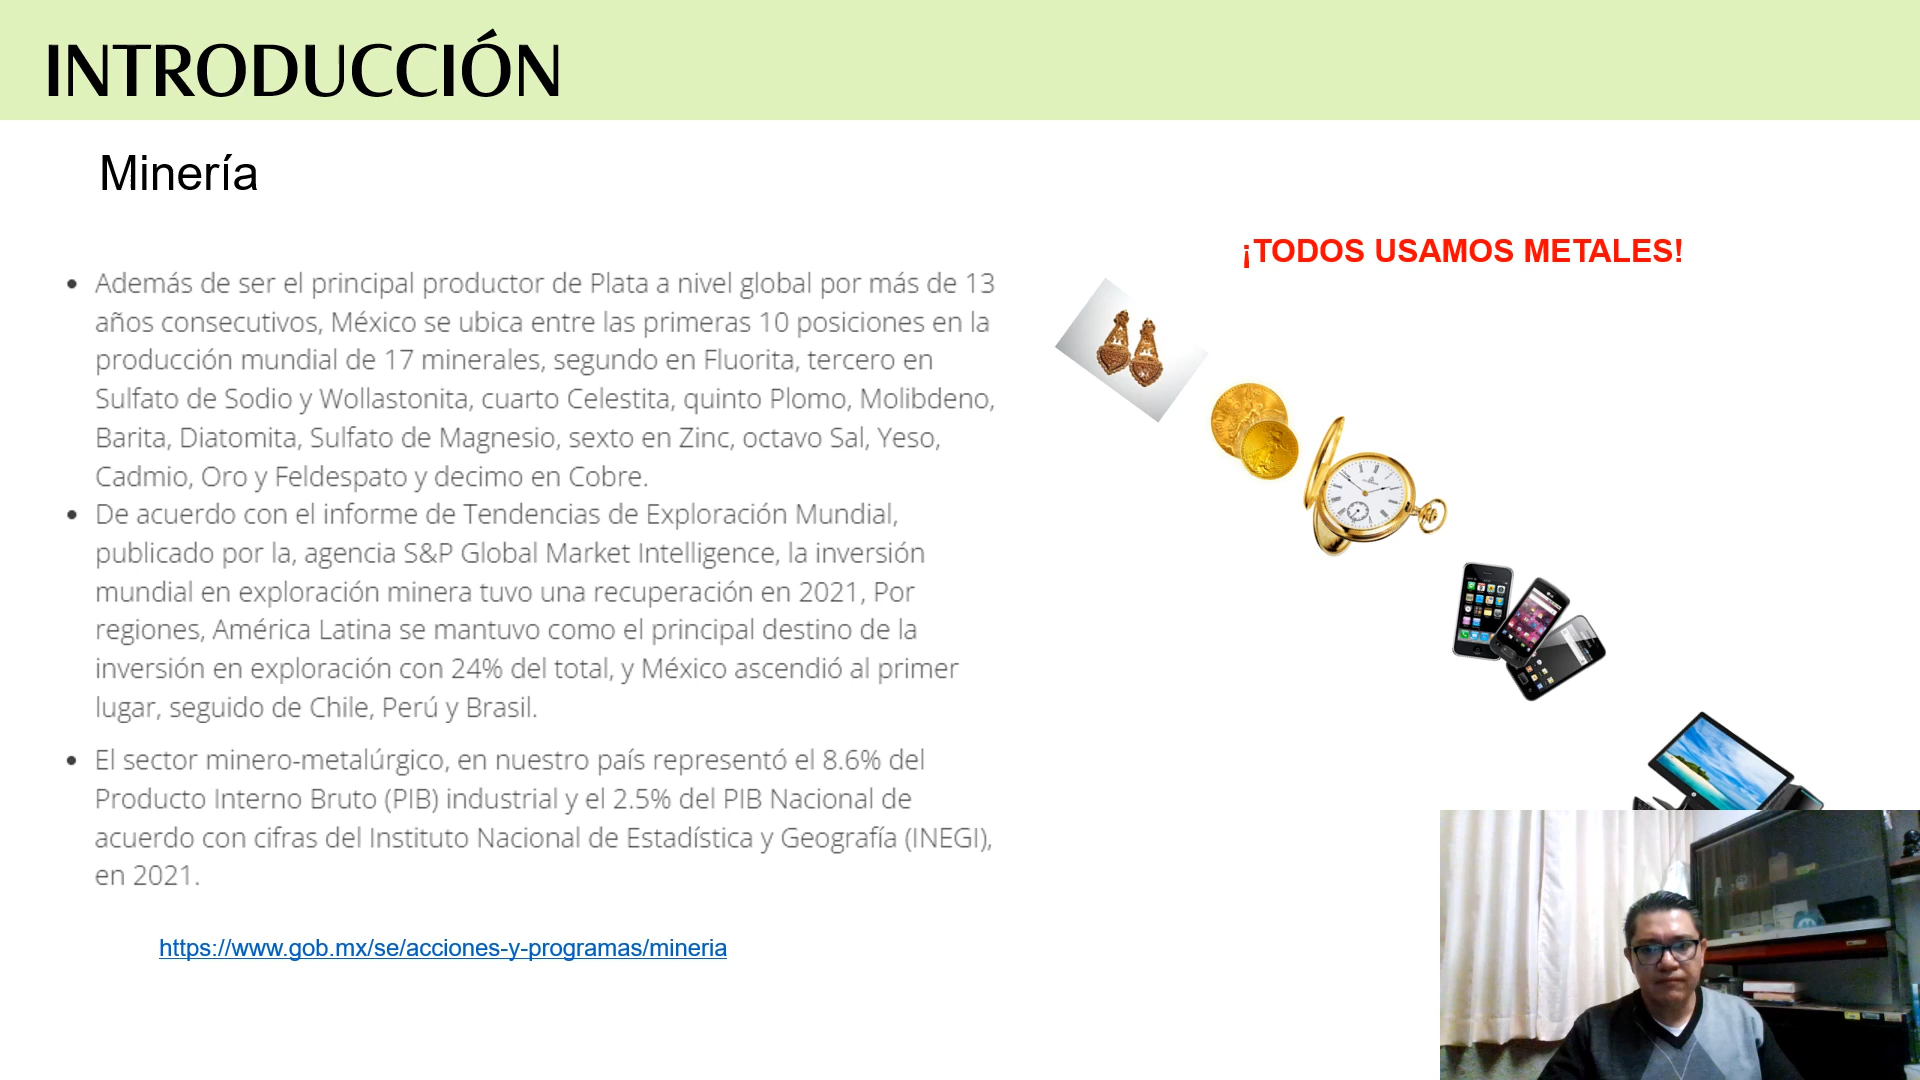 INTRODUCCIÓN
Minería
• Además de ser el principal productor de Plata a nivel global por más de 13
años consecutivos, México se ubica entre las primeras 10 posiciones en la
producción mundial de 17 minerales, segundo en Fluorita, tercero en
Sulfato de Sodio y Wollastonita, cuarto Celestita, quinto Plomo, Molibdeno,
Barita, Diatomita, Sulfato de Magnesio, sexto en Zinc, octavo Sal, Yeso,
Cadmio, Oro y Feldespato y decimo en Cobre.
• De acuerdo con el informe de Tendencias de Exploración Mundial,
publicado por la, agencia S&P Global Market Intelligence, la inversión
mundial en exploración minera tuvo una recuperación en 2021, Por
regiones, América Latina se mantuvo como el principal destino de la
inversión en exploración con 24% del total, y México ascendió al primer
lugar, seguido de Chile, Perú y Brasil.
• El sector minero-metalúrgico, en nuestro país representó el 8.6% del
Producto Interno Bruto (PIB) industrial y el 2.5% del PIB Nacional de
acuerdo con cifras del Instituto Nacional de Estadística y Geografía (INEGI),
en 2021.
https://www.gob.mx/se/acciones-y-programas/mineria
¡TODOS USAMOS METALES!